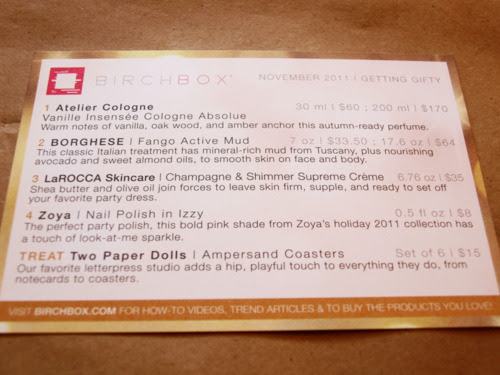 BIRCHBOX NOVEMBER 2011 | GETTING GIFTY
1 Atelier Cologne 30 ml | $60 ; 200 ml | $170
Vanille Insensée Cologne Absolue
Warm notes of vanilla, oak wood, and amber anchor this autumn-ready perfume.
2 BORGHESE | Fango Active Mud 7 oz | $33.50 ; 17.6 oz | $64
This classic Italian treatment has mineral-rich mud from Tuscany, plus nourishing
avocado and sweet almond oils, to smooth skin on face and body.
3 LaROCCA Skincare | Champagne & Shimmer Supreme Crème 6.76 oz | $35
Shea butter and olive oil join forces to leave skin firm, supple, and ready to set off
your favorite party dress.
4 Zoya | Nail Polish in Izzy 0.5 fl oz | $8
The perfect party polish, this bold pink shade from Zoya's holiday 2011 collection has
a touch of look-at-me sparkle.
TREAT Two Paper Dolls | Ampersand Coasters Set of 6 | $15
Our favorite letterpress studio adds a hip, playful touch to everything they do, from
notecards to coasters.
VISIT BIRCHBOX.COM FOR HOW-TO VIDEOS, TREND ARTICLES & TO BUY THE PRODUCTS YOU LOVE!